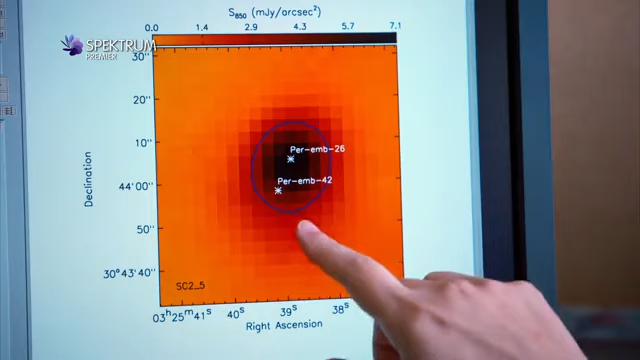 SPEKTRUM
PREMIER
S₈₅₀ (mJy/arcsec²)
0.0 1.4 2.9 4.3 5.7 7.1
30''
20''
10''
44'00''
50''
30°43'40''
Declination
Per-emb-26
Per-emb-42
SC2_5
03ʰ25ᵐ41ˢ 40ˢ 39ˢ 38ˢ
Right Ascension